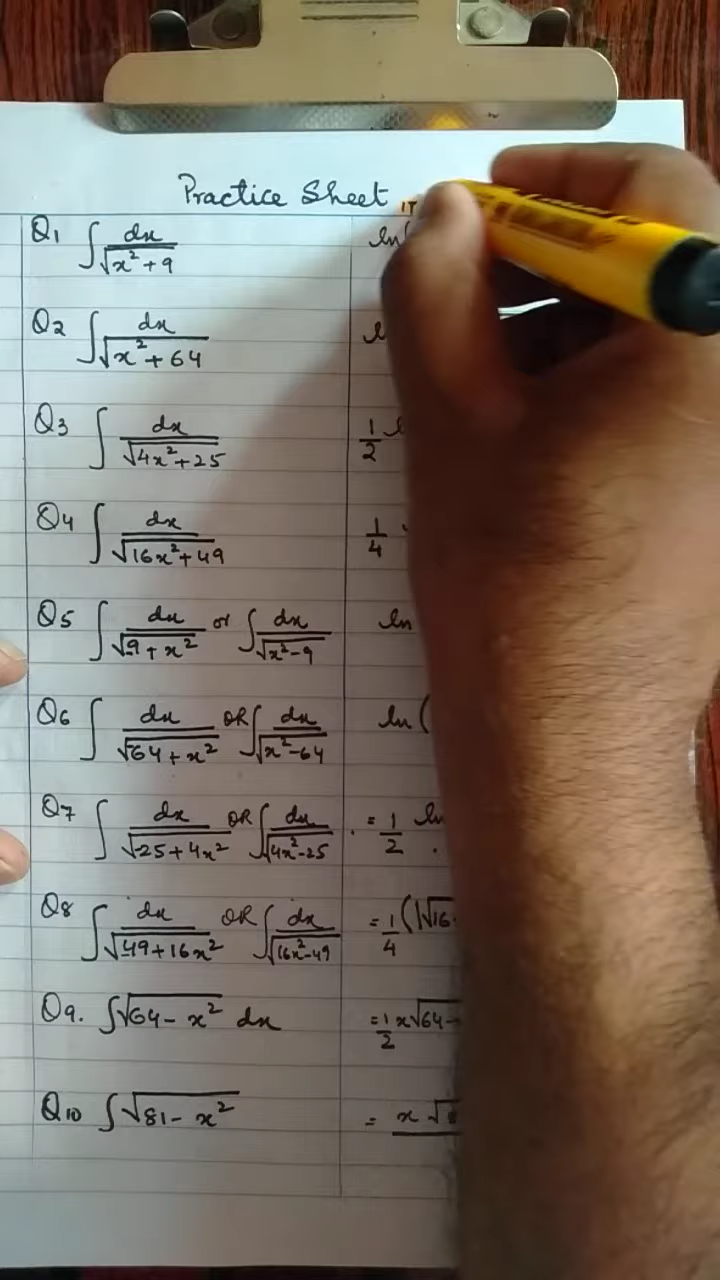 Practice Sheet
Q1 ∫ dx/√x²+9 ln(
Q2 ∫ dx/√x²+64
Q3 ∫ dx/√4x²+25 1/2
Q4 ∫ dx/√16x²+49 1/4
Q5 ∫ dx/√9+x² or ∫ dx/√x²-9 ln
Q6 ∫ dx/√64+x² OR ∫ dx/√x²-64 ln(
Q7 ∫ dx/√25+4x² OR ∫ dx/√4x²-25 = 1/2 ln
Q8 ∫ dx/√49+16x² OR ∫ dx/√16x²-49 = 1/4 (|√16
Q9. ∫√64-x² dx = 1/2 x√64-
Q10 ∫√81-x² = x√